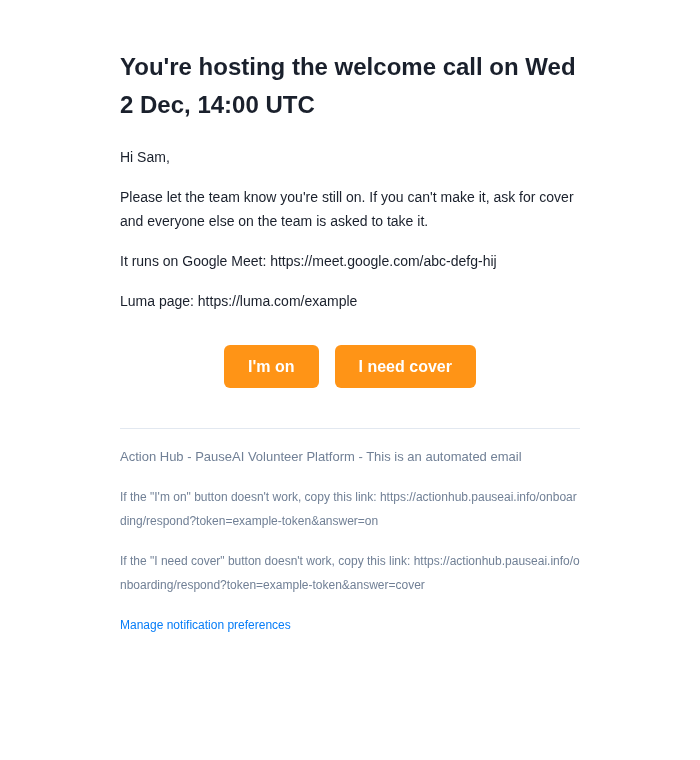 You're hosting the welcome call on Wed
2 Dec, 14:00 UTC
Hi Sam,
Please let the team know you're still on. If you can't make it, ask for cover
and everyone else on the team is asked to take it.
It runs on Google Meet: https://meet.google.com/abc-defg-hij
Luma page: https://luma.com/example
I'm on
I need cover
Action Hub - PauseAI Volunteer Platform - This is an automated email
If the "I'm on" button doesn't work, copy this link: https://actionhub.pauseai.info/onboar
ding/respond?token=example-token&answer=on
If the "I need cover" button doesn't work, copy this link: https://actionhub.pauseai.info/o
nboarding/respond?token=example-token&answer=cover
Manage notification preferences